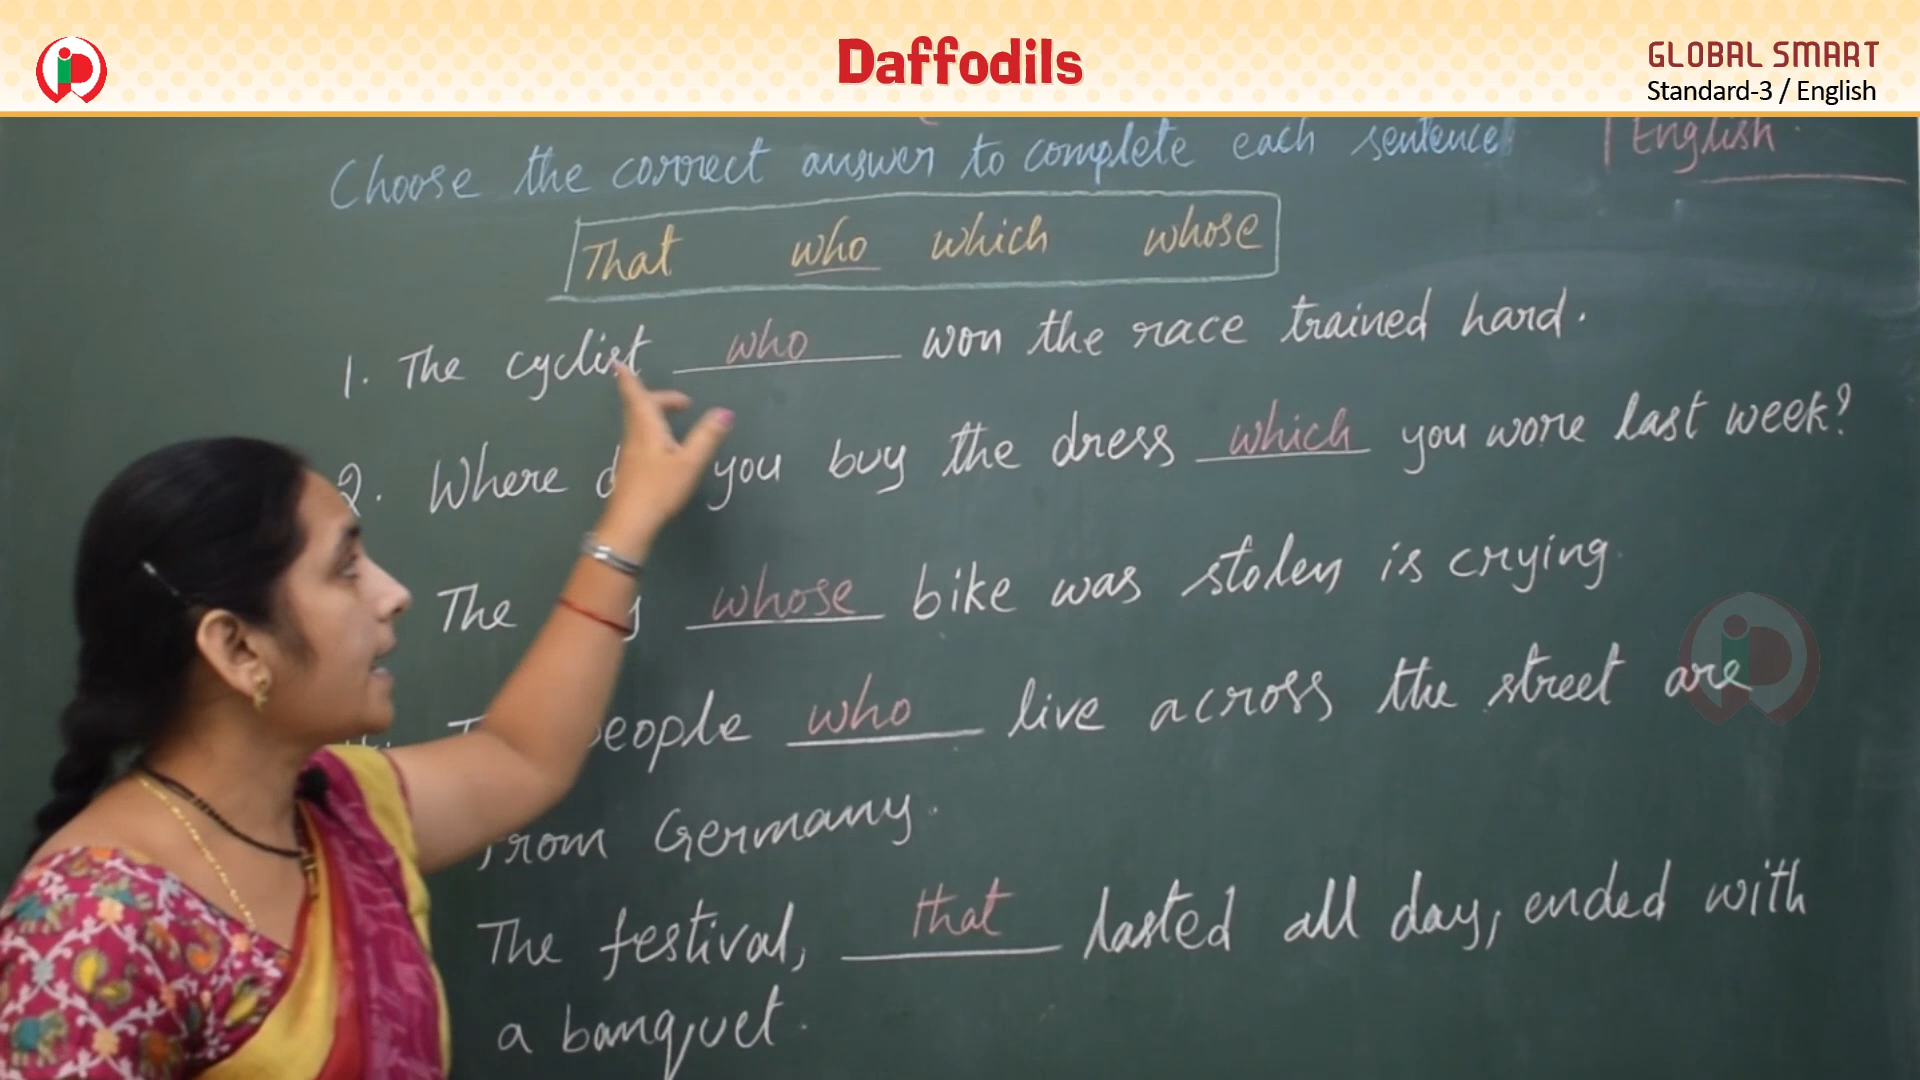 Daffodils
GLOBAL SMART
Standard-3 / English
Choose the correct answer to complete each sentence
English.
That who which whose
1. The cyclist who won the race trained hard.
2. Where you buy the dress which you wore last week?
The whose bike was stolen is crying.
people who live across the street are
from Germany.
The festival, that lasted all day, ended with
a banquet.